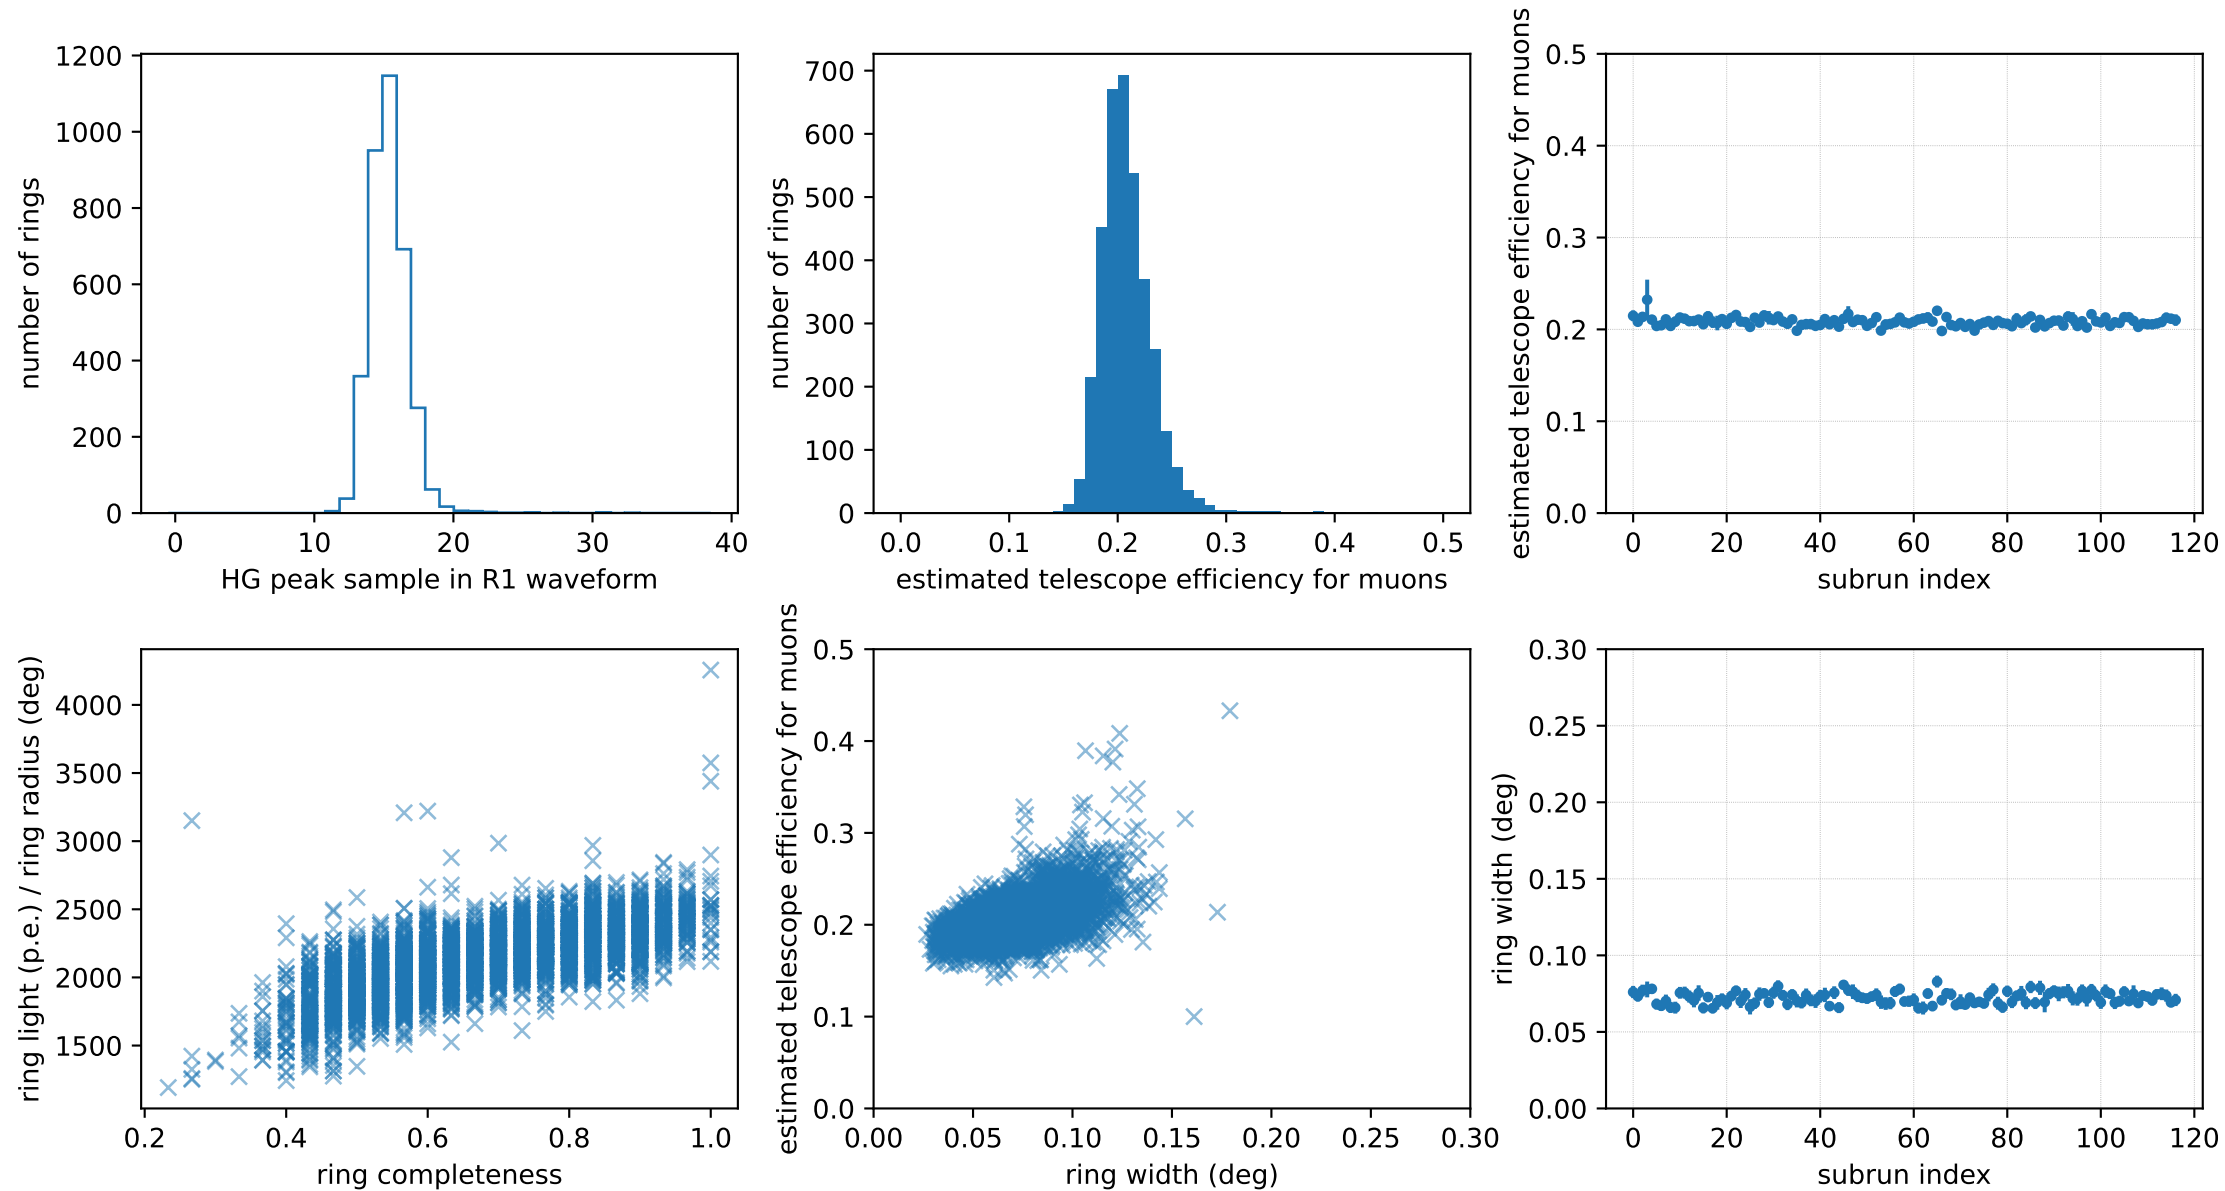 1200
1000
800
600
400
200
0
number of rings
0 10 20 30 40
HG peak sample in R1 waveform
700
600
500
400
300
200
100
0
number of rings
0.0 0.1 0.2 0.3 0.4 0.5
estimated telescope efficiency for muons
0.5
0.4
0.3
0.2
0.1
0.0
estimated telescope efficiency for muons
0 20 40 60 80 100 120
subrun index
4000
3500
3000
2500
2000
1500
ring light (p.e.) / ring radius (deg)
0.2 0.4 0.6 0.8 1.0
ring completeness
0.5
0.4
0.3
0.2
0.1
0.0
estimated telescope efficiency for muons
0.00 0.05 0.10 0.15 0.20 0.25 0.30
ring width (deg)
0.30
0.25
0.20
0.15
0.10
0.05
0.00
ring width (deg)
0 20 40 60 80 100 120
subrun index